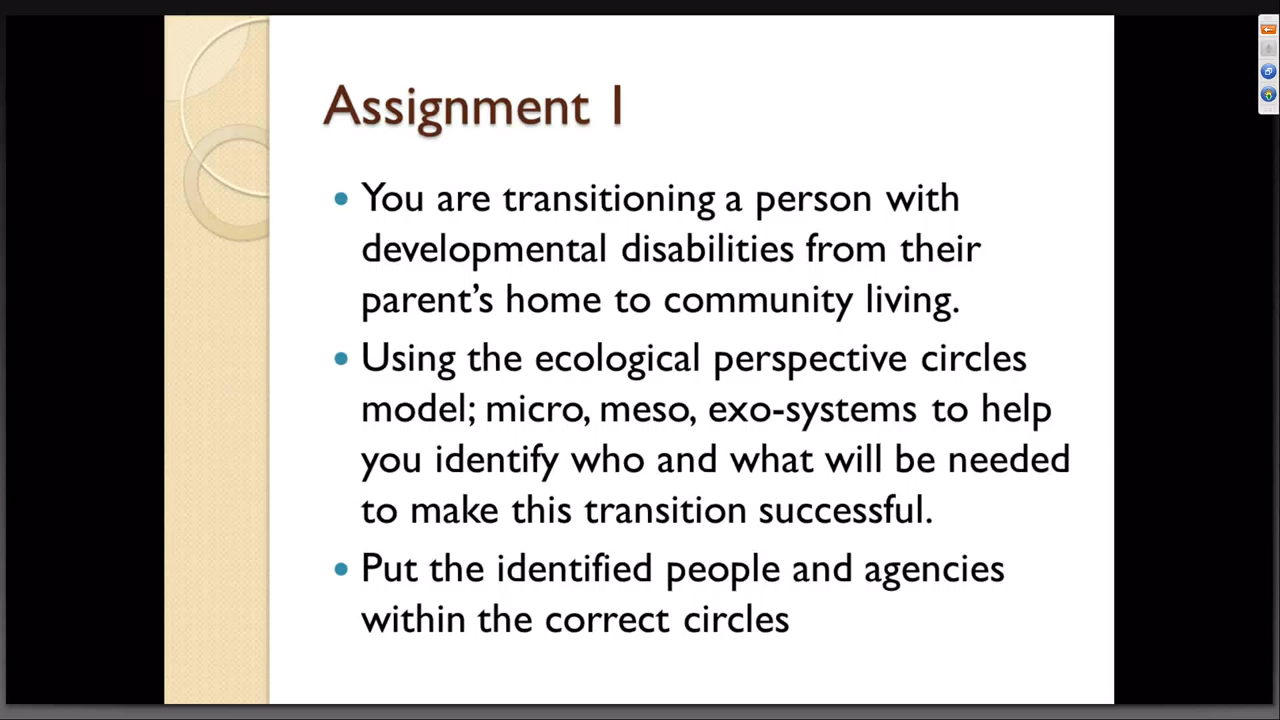 Assignment 1
• You are transitioning a person with
developmental disabilities from their
parent’s home to community living.
• Using the ecological perspective circles
model; micro, meso, exo-systems to help
you identify who and what will be needed
to make this transition successful.
• Put the identified people and agencies
within the correct circles